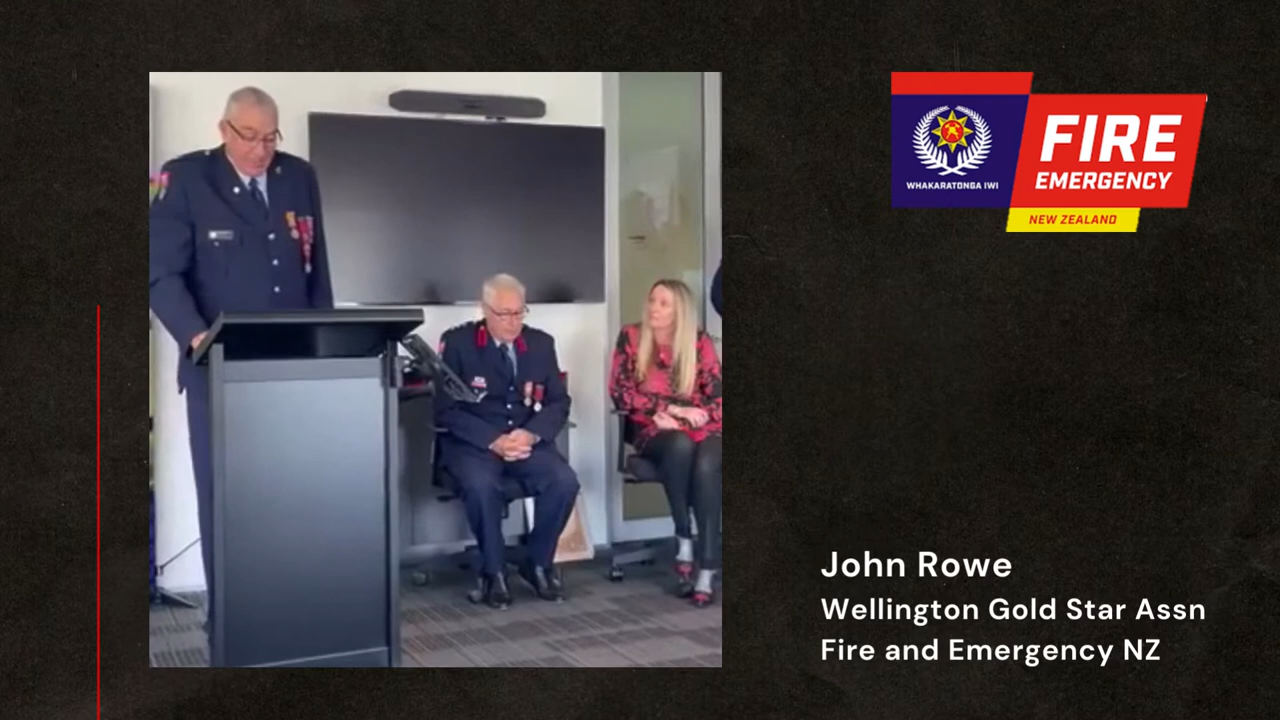 WHAKARATONGA IWI
FIRE
EMERGENCY
NEW ZEALAND
John Rowe
Wellington Gold Star Assn
Fire and Emergency NZ